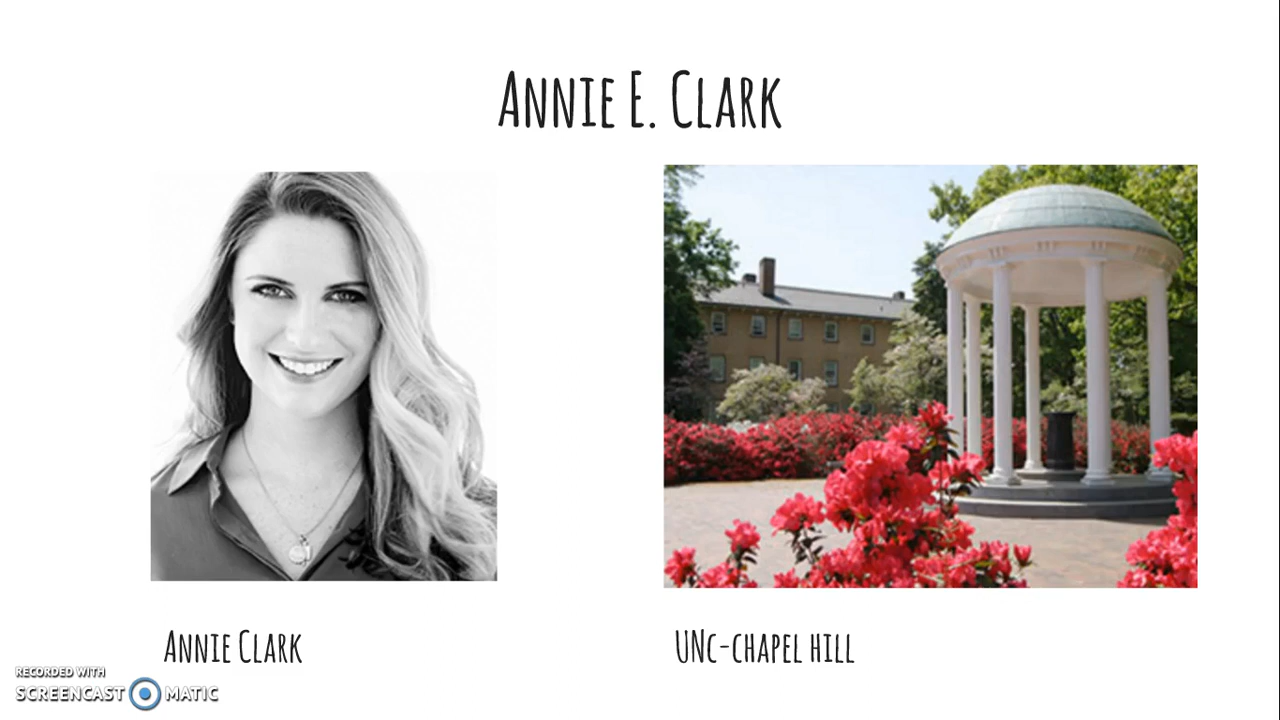 Annie E. Clark
Annie Clark
UNc-chapel hill
RECORDED WITH
SCREENCAST MATIC